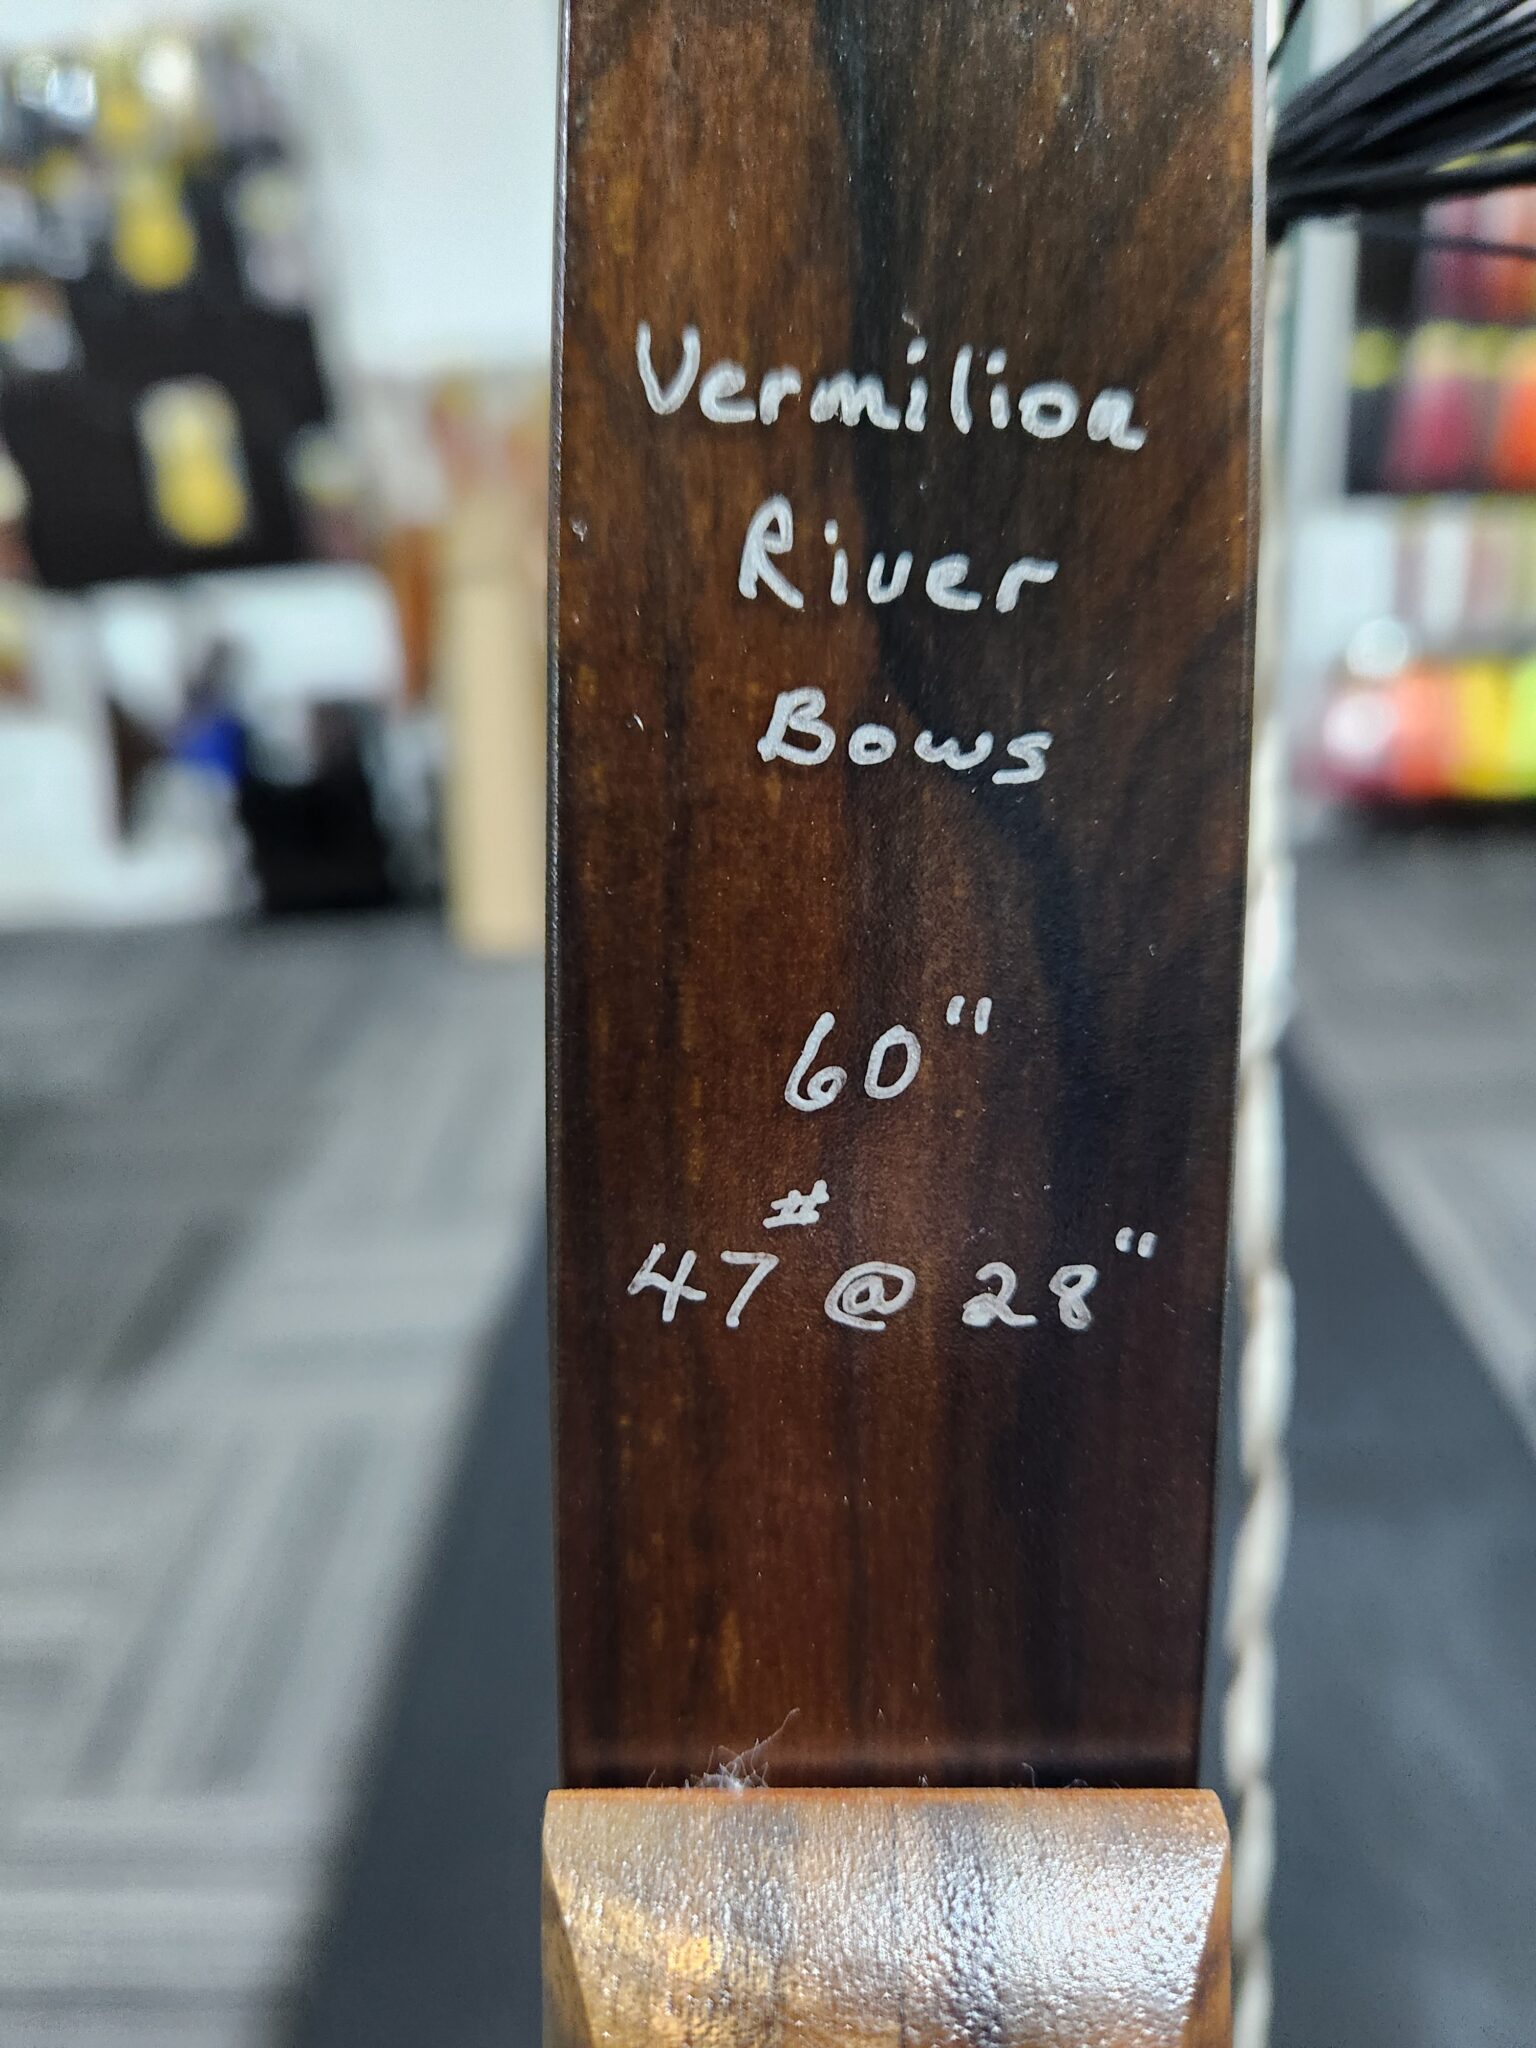 Vermilion
River
Bows
60"
47# @ 28"